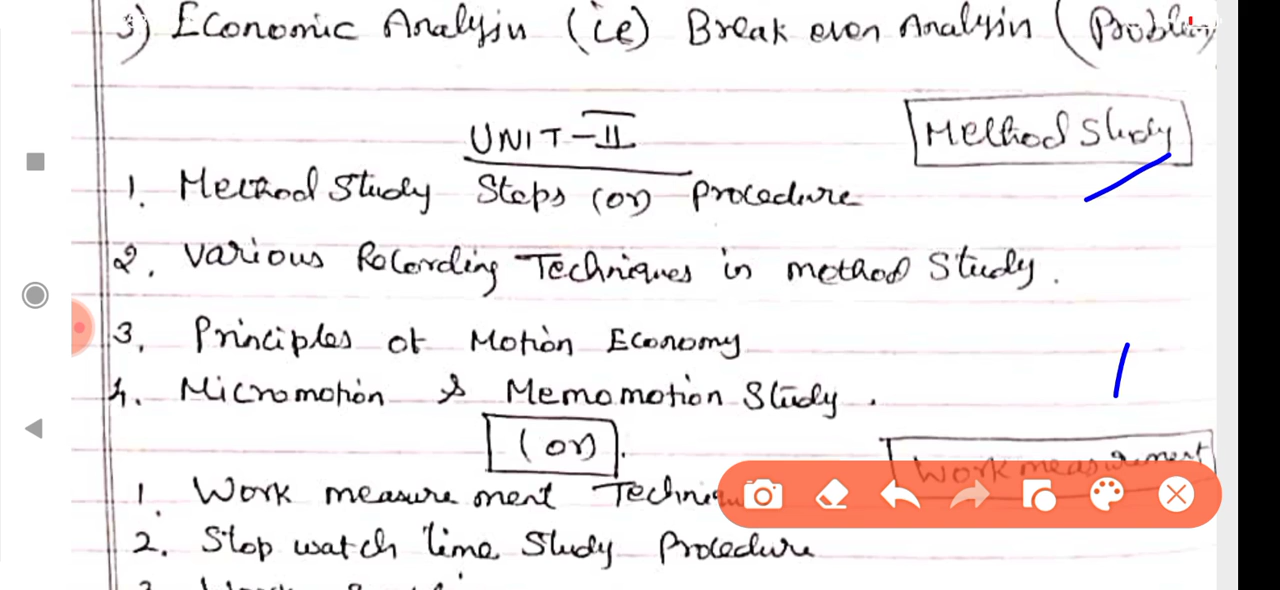 3) Economic Analysis (ie) Break even Analysis (Problem)
UNIT-II
Method Study
1. Method Study Steps (or) Procedure
2. Various Recording Techniques in method Study.
3. Principles of Motion Economy
4. Micromotion & Memomotion Study.
(or).
Work measurement
1. Work measurement
2. Stop watch time Study Procedure